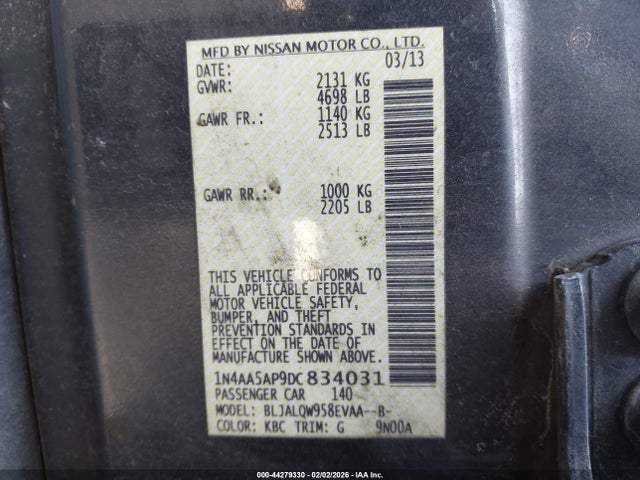 MFD BY NISSAN MOTOR CO., LTD.
DATE: 03/13
GVWR: 2131 KG
4698 LB
GAWR FR.: 1140 KG
2513 LB
GAWR RR.: 1000 KG
2205 LB
THIS VEHICLE CONFORMS TO
ALL APPLICABLE FEDERAL
MOTOR VEHICLE SAFETY,
BUMPER, AND THEFT
PREVENTION STANDARDS IN
EFFECT ON THE DATE OF
MANUFACTURE SHOWN ABOVE.
1N4AA5AP9DC834031
PASSENGER CAR 140
MODEL: BLJALQW958EVAA--B-
COLOR: KBC TRIM: G 9N00A
000-44279330 - 02/02/2026 - IAA Inc.